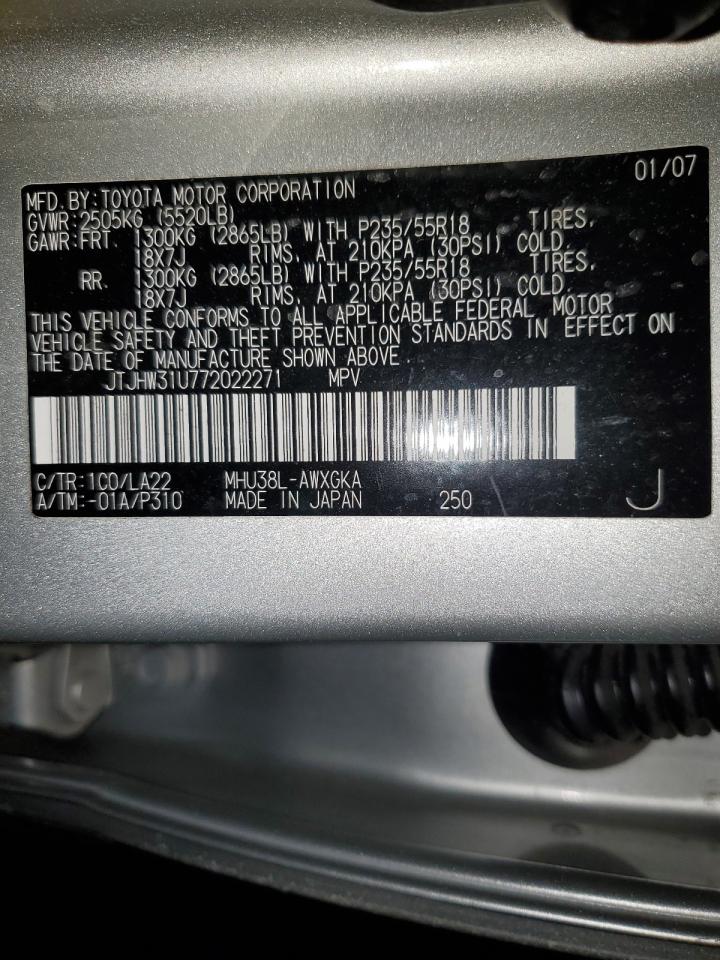 01/07
MFD. BY: TOYOTA MOTOR CORPORATION
GVWR: 2505KG (5520LB)
GAWR: FRT. 1300KG (2865LB) WITH P235/55R18 TIRES,
18X7J RIMS, AT 210KPA (30PSI) COLD.
RR. 1300KG (2865LB) WITH P235/55R18 TIRES,
18X7J RIMS, AT 210KPA (30PSI) COLD.
THIS VEHICLE CONFORMS TO ALL APPLICABLE FEDERAL MOTOR
VEHICLE SAFETY AND THEFT PREVENTION STANDARDS IN EFFECT ON
THE DATE OF MANUFACTURE SHOWN ABOVE.
JTJHW31U772022271 MPV
C/TR: 1C0/LA22 MHU38L-AWXGKA
A/TM: -01A/P310 MADE IN JAPAN 250 J